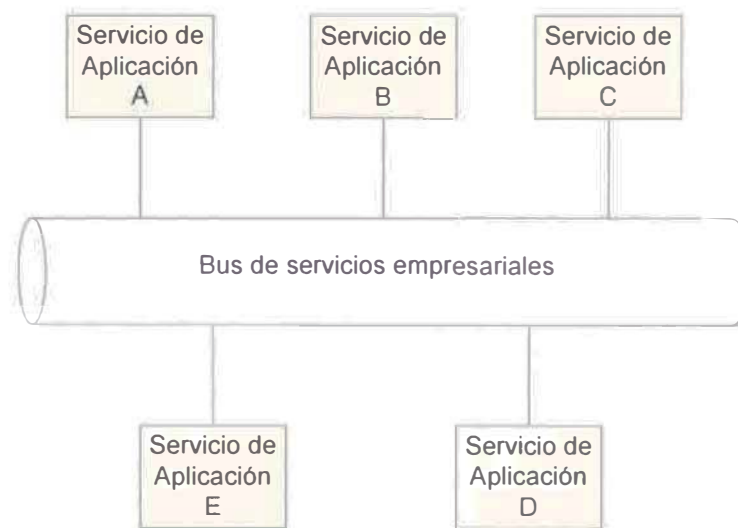 Servicio de
Aplicación
A
Servicio de
Aplicación
B
Servicio de
Aplicación
C
Bus de servicios empresariales
Servicio de
Aplicación
E
Servicio de
Aplicación
D